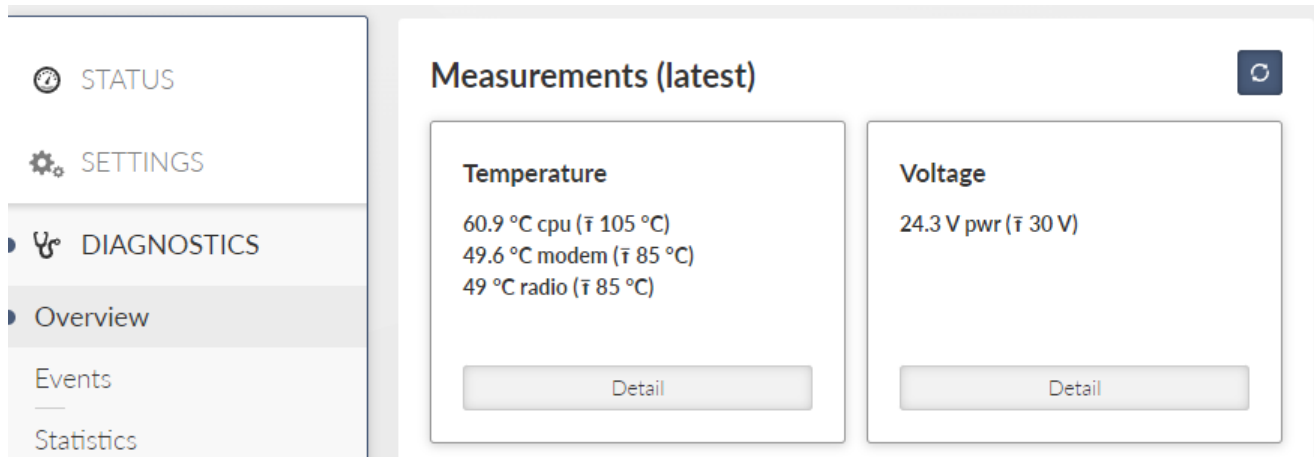 STATUS
SETTINGS
DIAGNOSTICS
Overview
Events
Statistics
Measurements (latest)
Temperature
60.9 °C cpu (⤒ 105 °C)
49.6 °C modem (⤒ 85 °C)
49 °C radio (⤒ 85 °C)
Detail
Voltage
24.3 V pwr (⤒ 30 V)
Detail